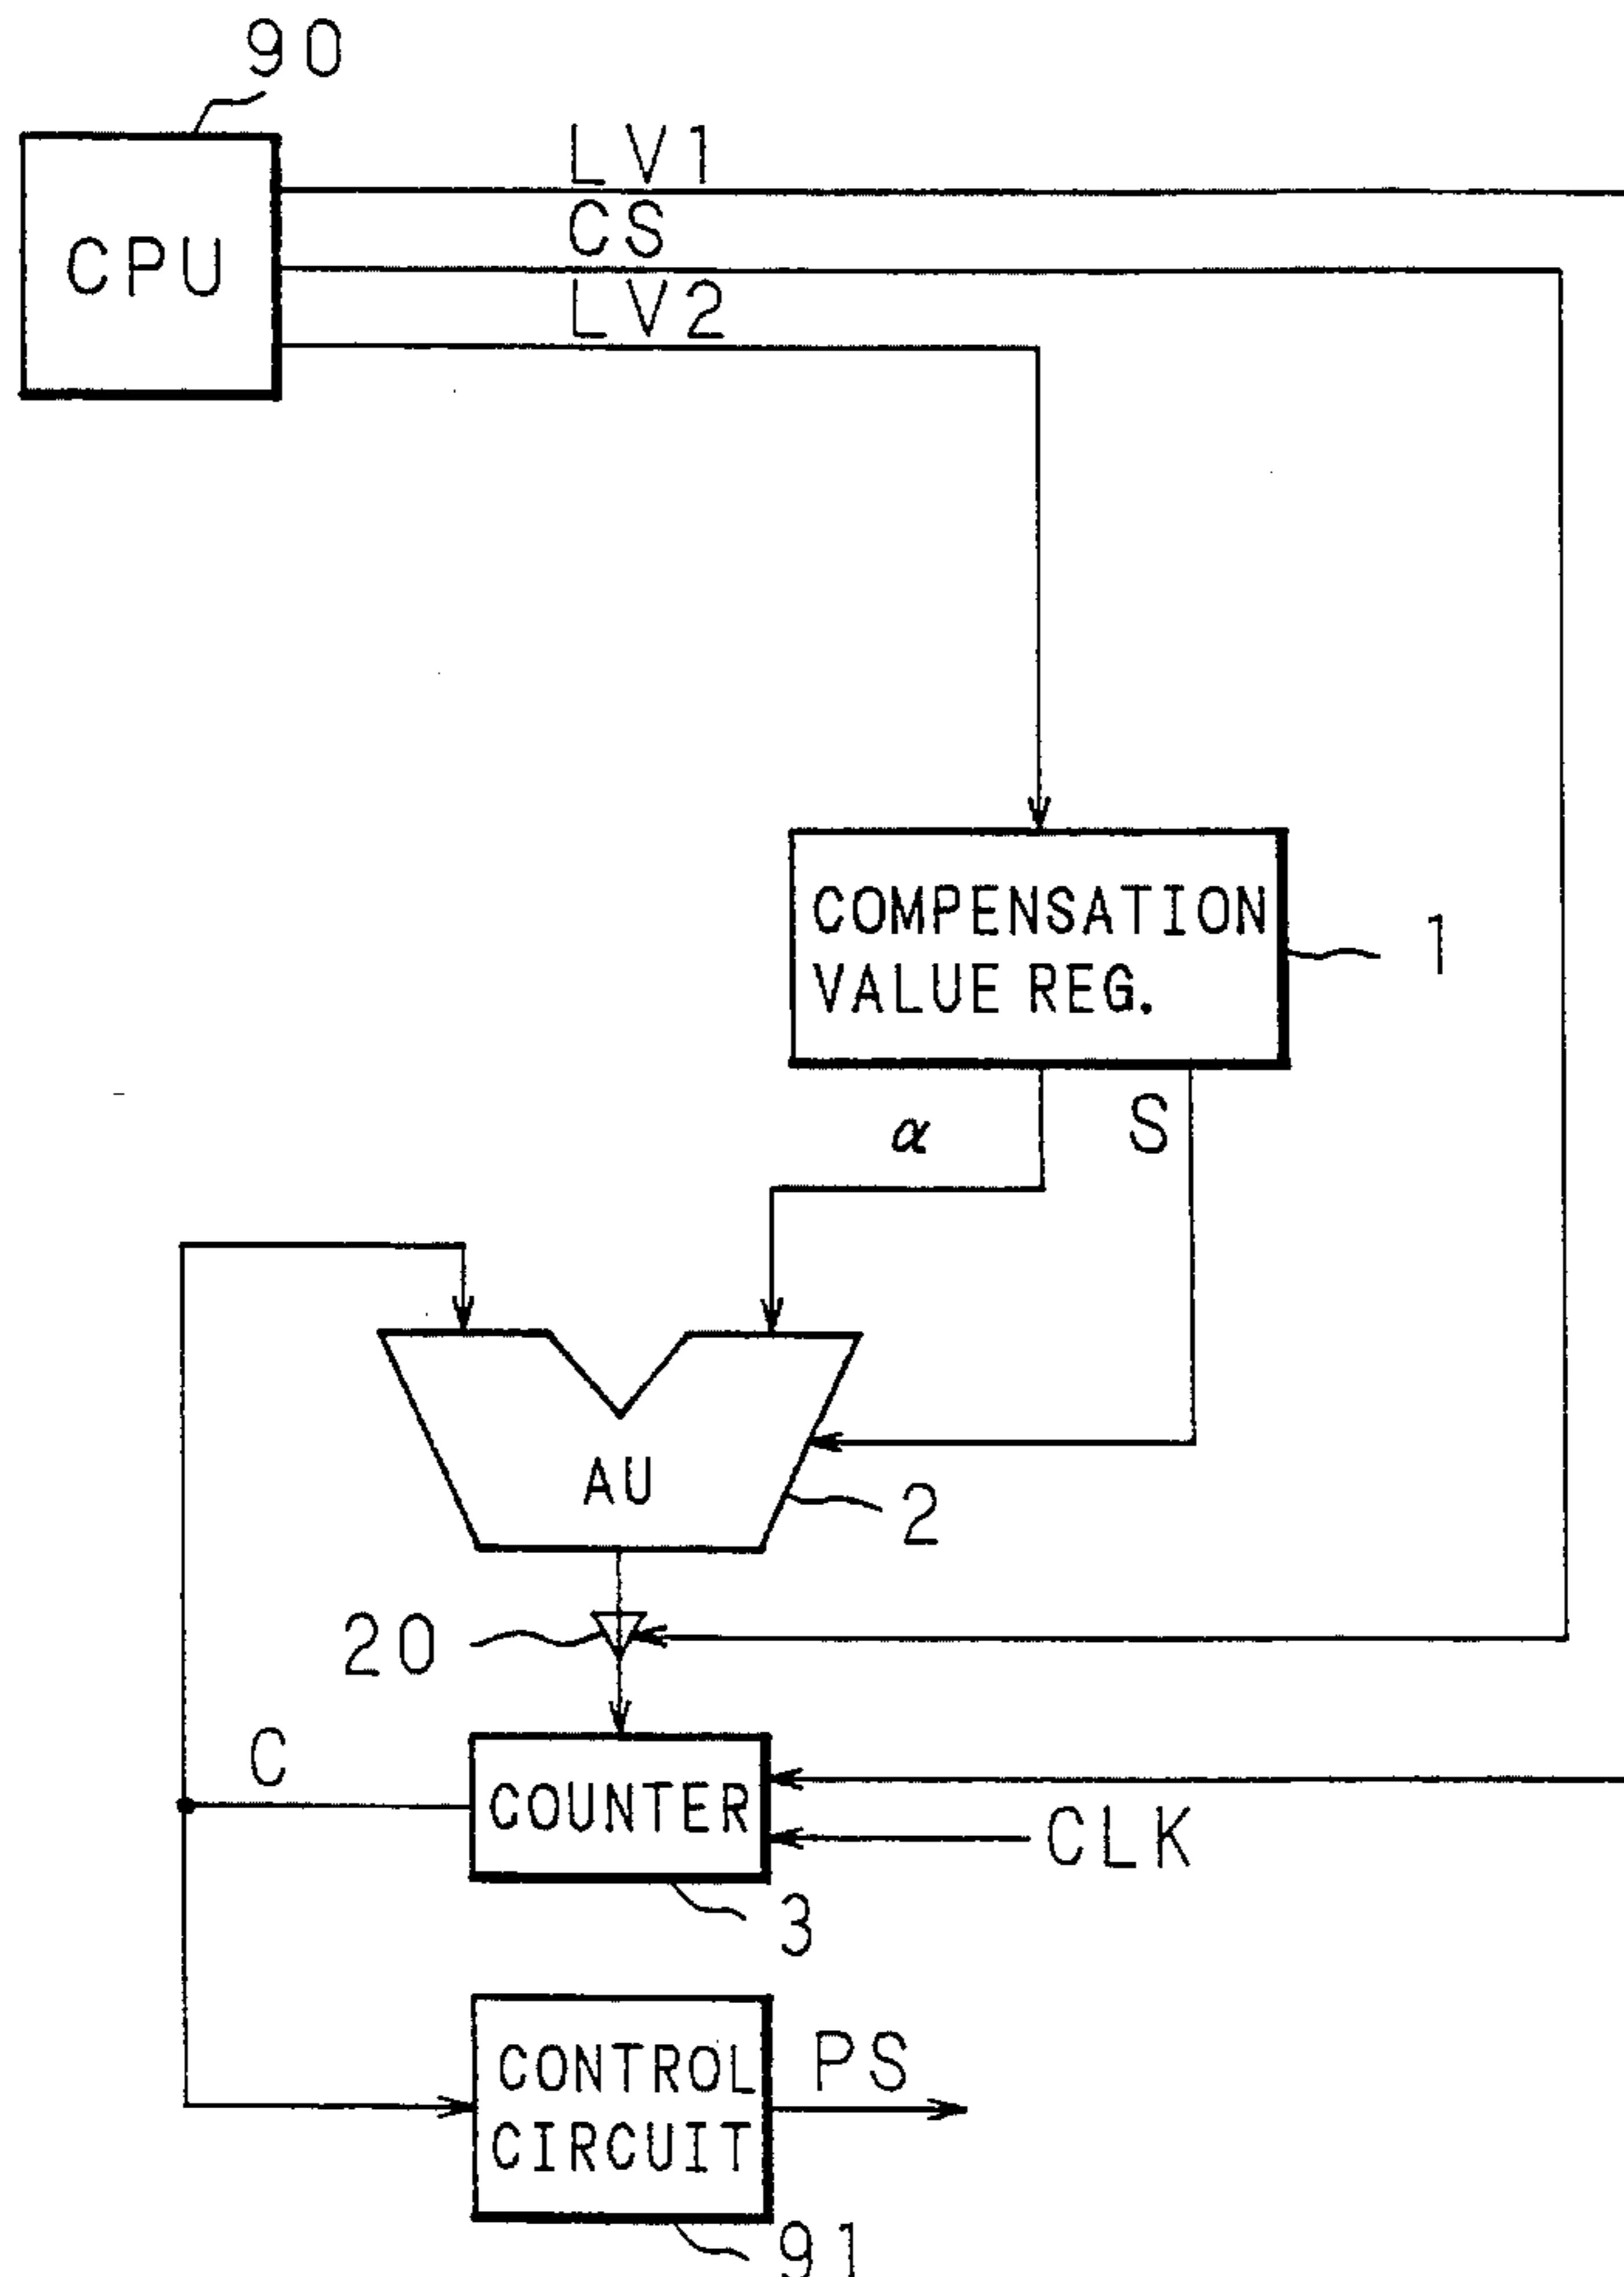 90
CPU
LV1
CS
LV2
COMPENSATION
VALUE REG.
1
α
S
AU
2
20
C
COUNTER
CLK
3
CONTROL
CIRCUIT
PS
91